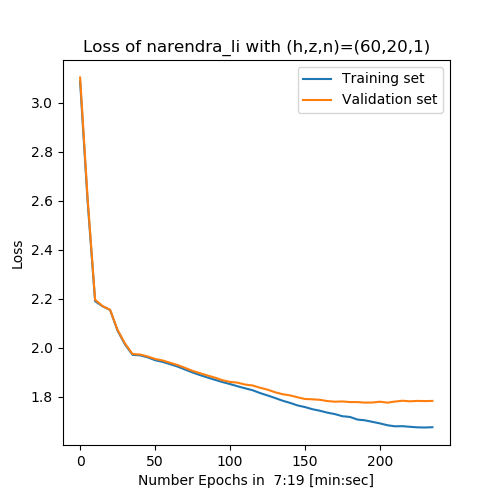 Loss of narendra_li with (h,z,n)=(60,20,1)
Training set
Validation set
3.0
2.8
2.6
2.4
2.2
2.0
1.8
Loss
0 50 100 150 200
Number Epochs in  7:19 [min:sec]